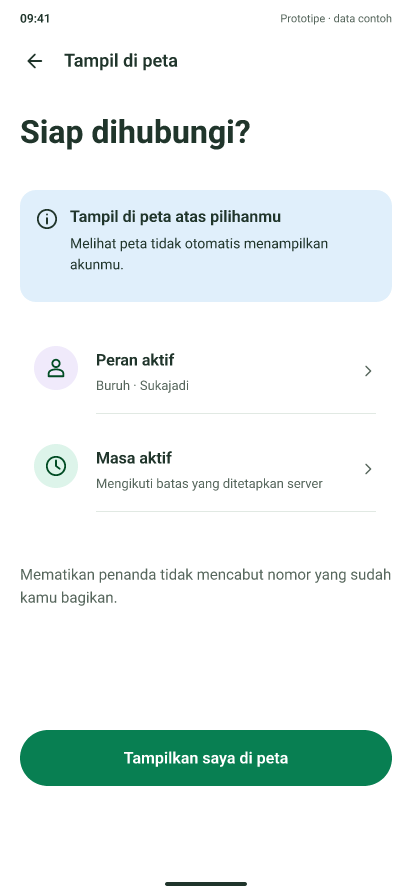 09:41
Prototipe · data contoh
Tampil di peta
Siap dihubungi?
Tampil di peta atas pilihanmu
Melihat peta tidak otomatis menampilkan
akunmu.
Peran aktif
Buruh · Sukajadi
Masa aktif
Mengikuti batas yang ditetapkan server
Mematikan penanda tidak mencabut nomor yang sudah
kamu bagikan.
Tampilkan saya di peta